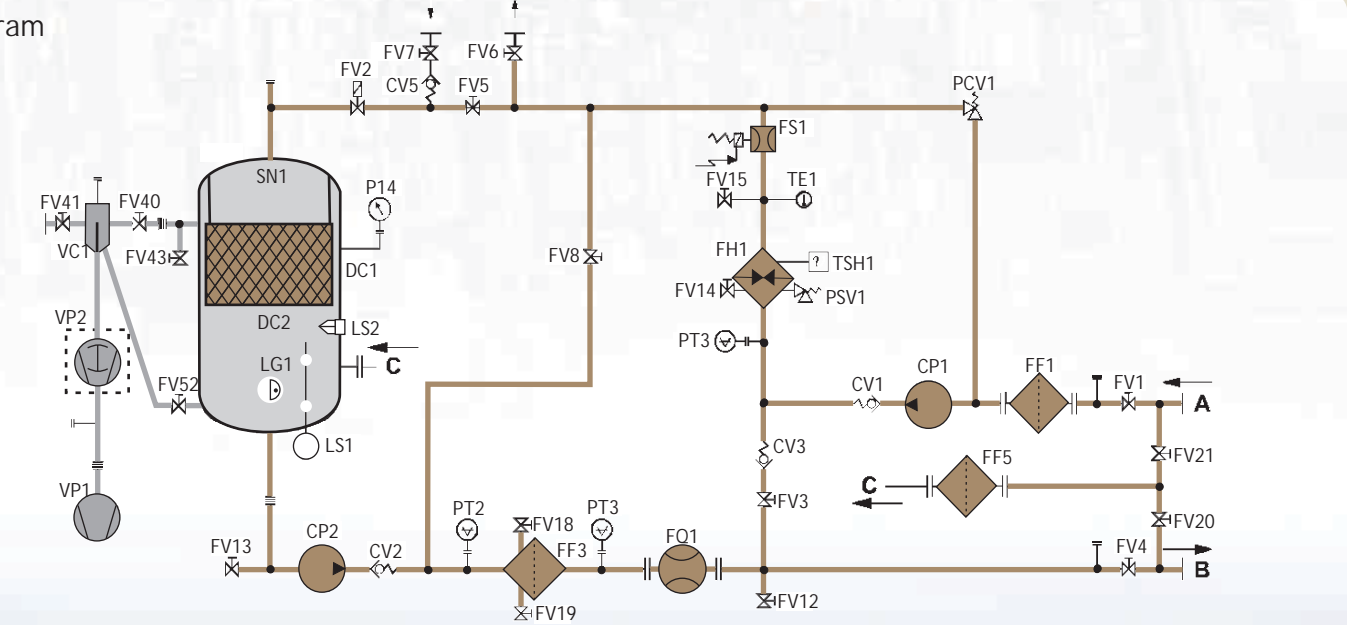 ram
FV7
FV6
FV2
CV5
FV5
PCV1
FS1
SN1
FV15
TE1
P14
FV41
FV40
VC1
FV43
DC1
FV8
FH1
?
TSH1
FV14
PSV1
DC2
LS2
VP2
PT3
LG1
C
CP1
FF1
FV52
CV1
FV1
A
LS1
CV3
FV21
FF5
C
VP1
PT2
FV18
PT3
FV3
FV20
FV13
CP2
CV2
FF3
FQ1
FV4
B
FV19
FV12